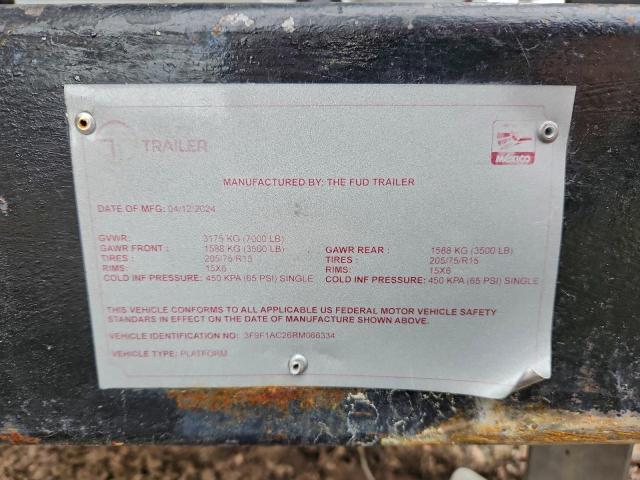 TRAILER
MÉXICO
MANUFACTURED BY: THE FUD TRAILER
DATE OF MFG: 04/12/2024
GVWR: 3175 KG (7000 LB)
GAWR FRONT : 1588 KG (3500 LB) GAWR REAR : 1588 KG (3500 LB)
TIRES : 205/75/R15 TIRES : 205/75/R15
RIMS: 15X6 RIMS: 15X6
COLD INF PRESSURE: 450 KPA (65 PSI) SINGLE COLD INF PRESSURE: 450 KPA (65 PSI) SINGLE
THIS VEHICLE CONFORMS TO ALL APPLICABLE US FEDERAL MOTOR VEHICLE SAFETY
STANDARS IN EFFECT ON THE DATE OF MANUFACTURE SHOWN ABOVE.
VEHICLE IDENTIFICATION NO: 3F9F1AC26RM066334
VEHICLE TYPE: PLATFORM